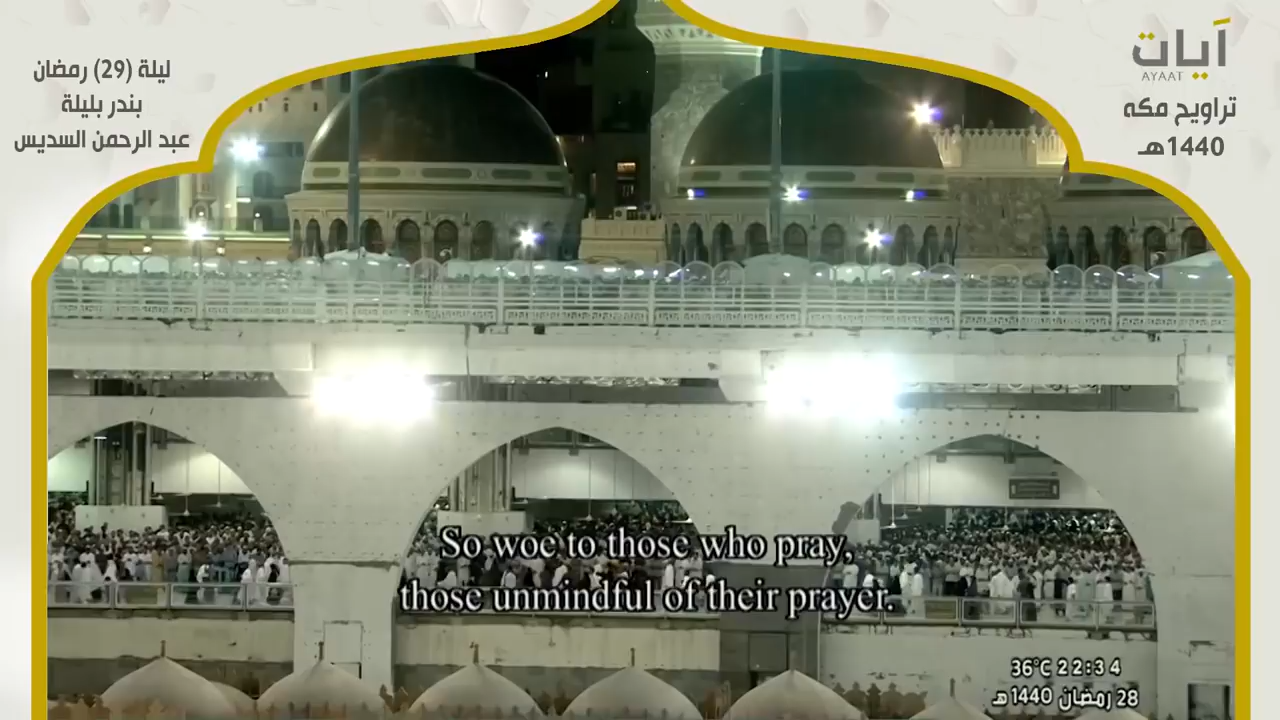 ليلة (29) رمضان
بندر بليلة
عبد الرحمن السديس
آيات
AYAAT
تراويح مكه
1440هـ
So woe to those who pray,
those unmindful of their prayer.
36°C 22:34
28 رمضان 1440هـ